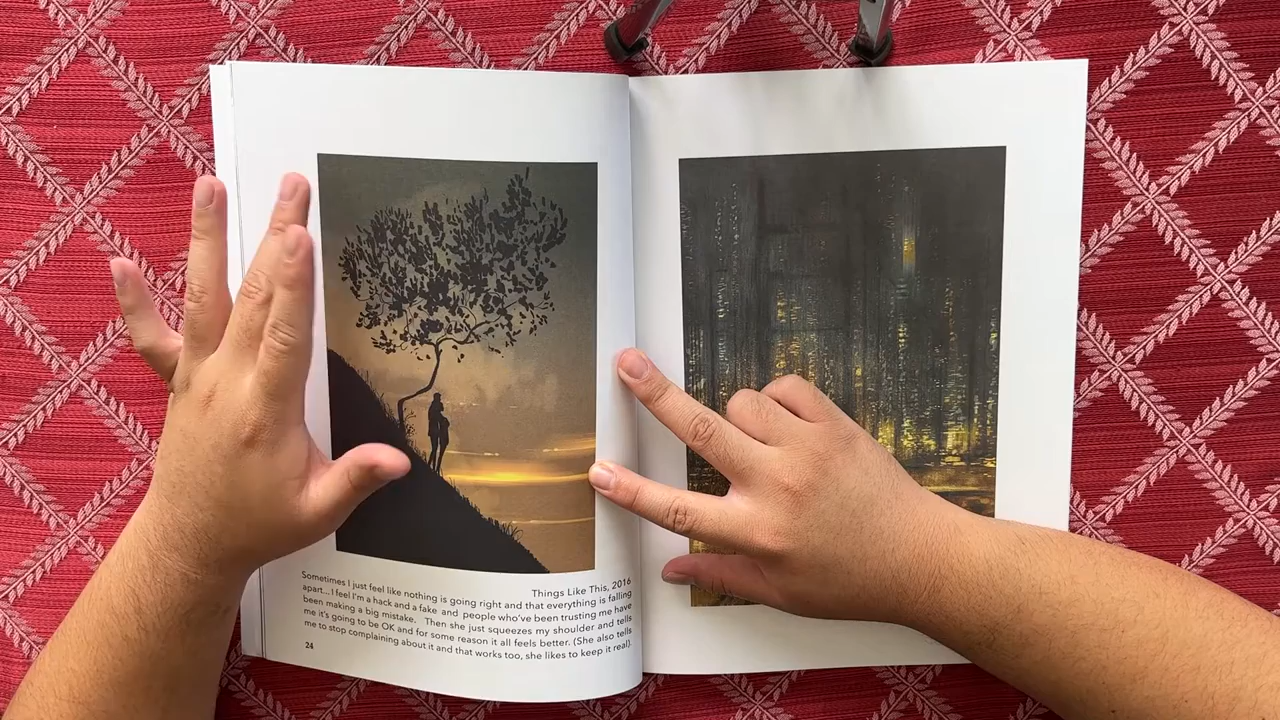 Things Like This, 2016
Sometimes I just feel like nothing is going right and that everything is falling
apart... I feel I'm a hack and a fake and people who've been trusting me have
been making a big mistake. Then she just squeezes my shoulder and tells
me it's going to be OK and for some reason it all feels better. (She also tells
me to stop complaining about it and that works too, she likes to keep it real).
24